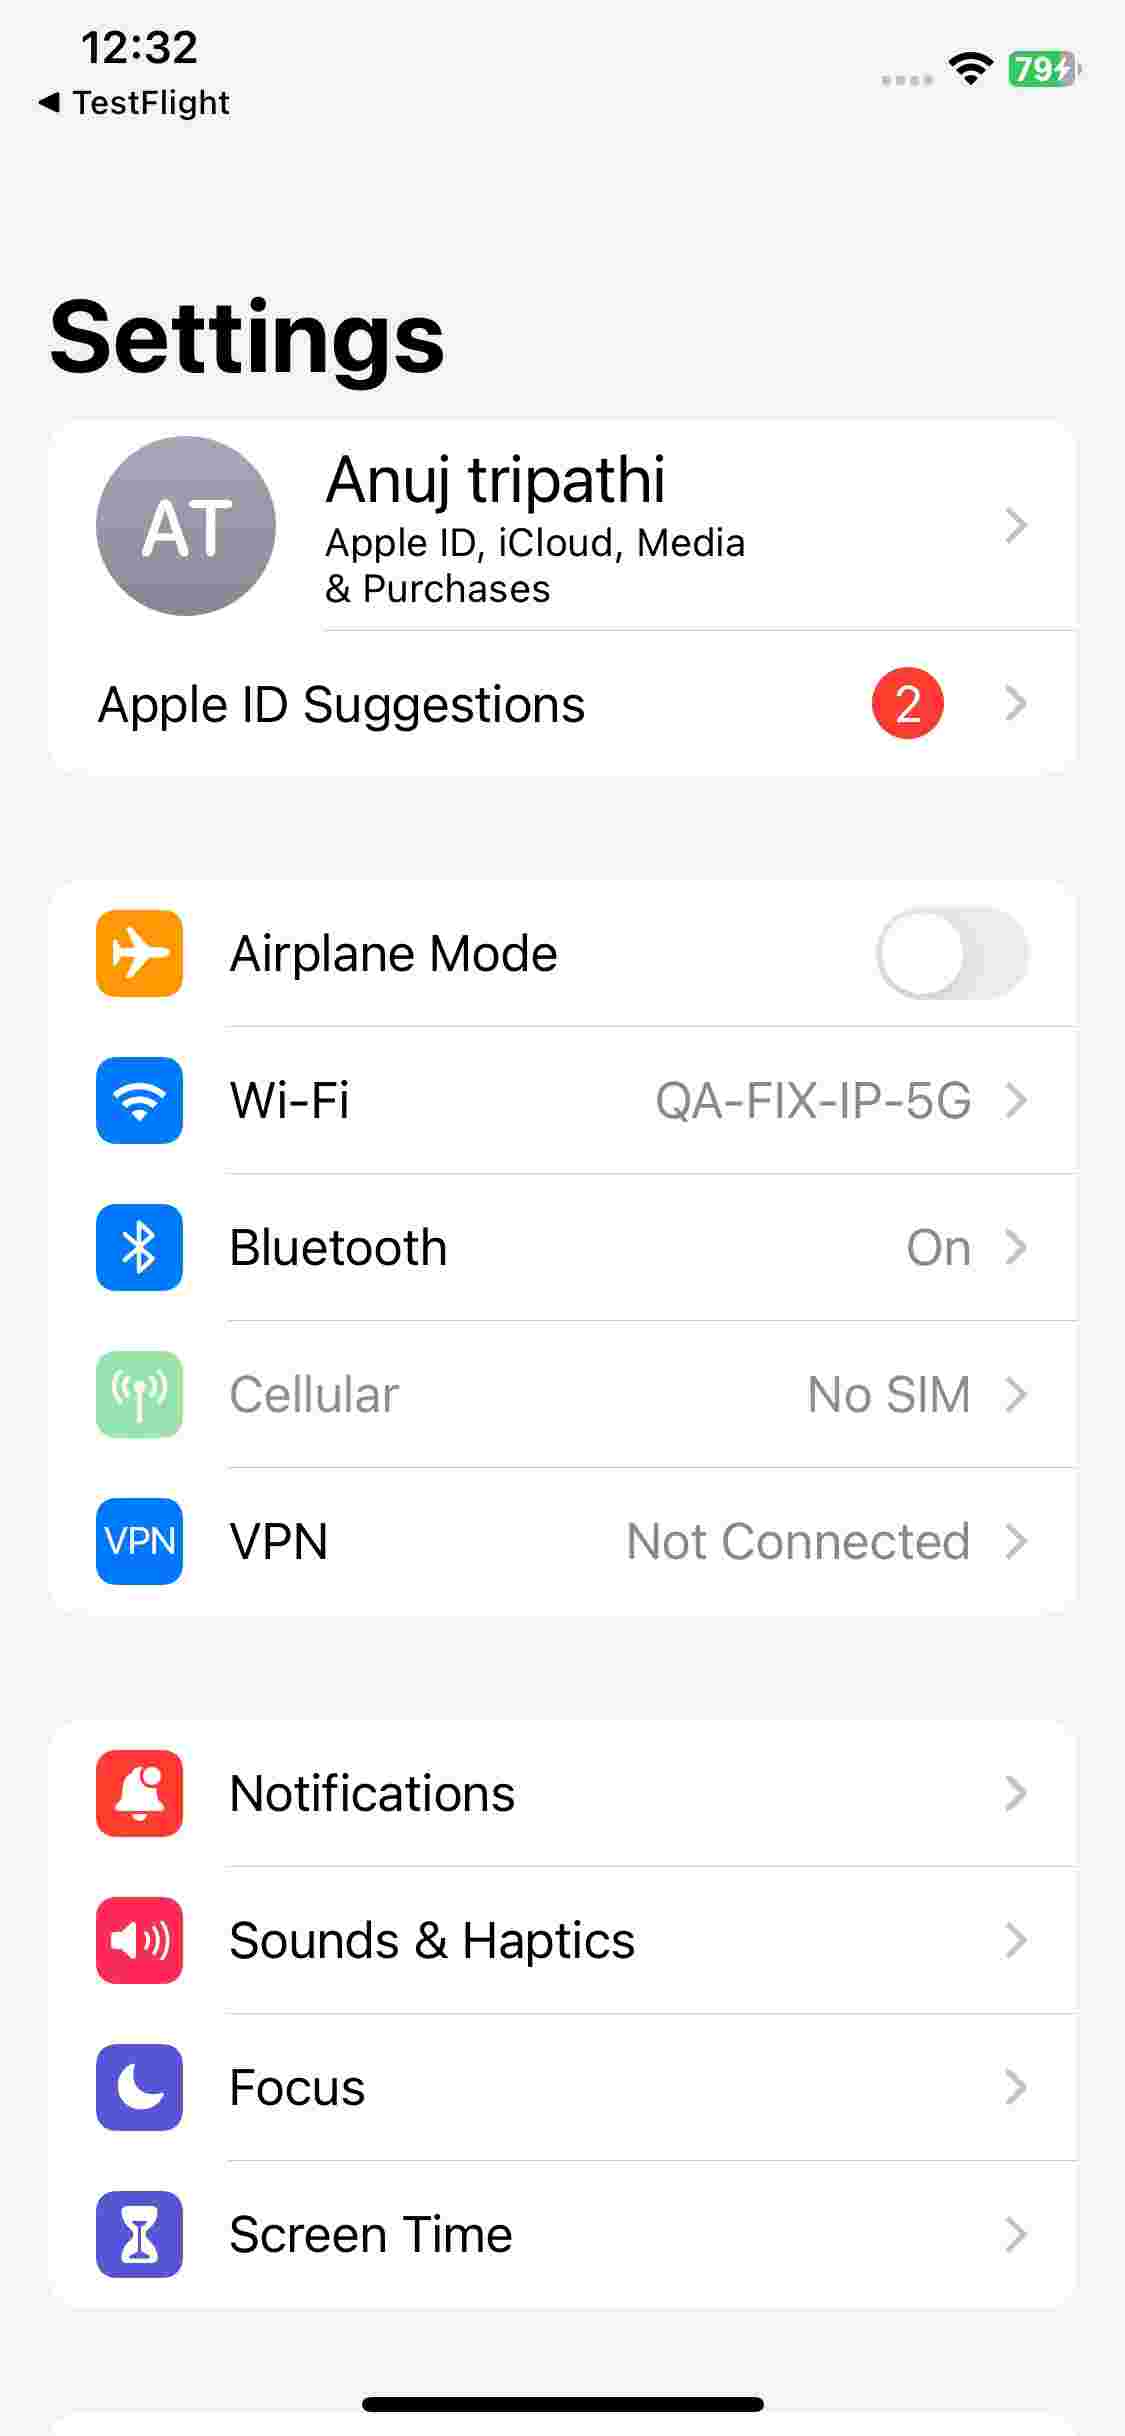 12:32
TestFlight
79
Settings
AT
Anuj tripathi
Apple ID, iCloud, Media
& Purchases
Apple ID Suggestions 2
Airplane Mode
Wi-Fi QA-FIX-IP-5G
Bluetooth On
Cellular No SIM
VPN VPN Not Connected
Notifications
Sounds & Haptics
Focus
Screen Time